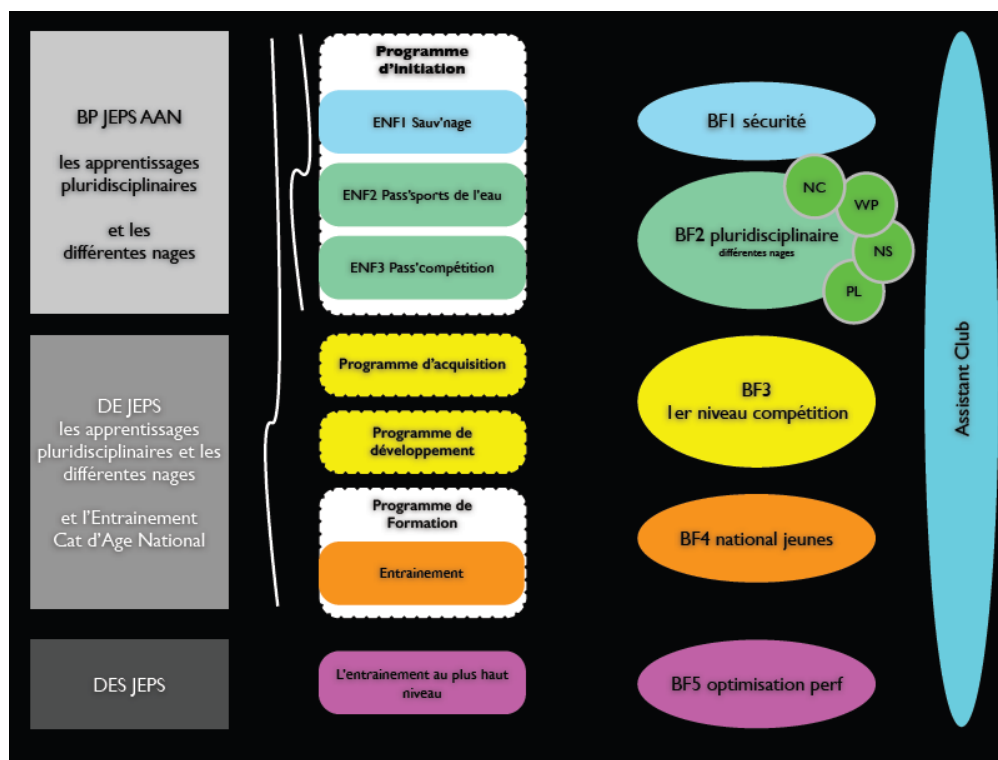 BP JEPS AAN
les apprentissages
pluridisciplinaires
et les
différentes nages
DE JEPS
les apprentissages
pluridisciplinaires et les
différentes nages
et l'Entrainement
Cat d'Age National
DES JEPS
Programme
d'initiation
ENF1 Sauv'nage
ENF2 Pass'sports de l'eau
ENF3 Pass'compétition
Programme d'acquisition
Programme de
développement
Programme de
Formation
Entrainement
L'entrainement au plus haut
niveau
BF1 sécurité
BF2 pluridisciplinaire
différentes nages
NC
WP
NS
PL
BF3
1er niveau compétition
BF4 national jeunes
BF5 optimisation perf
Assistant Club